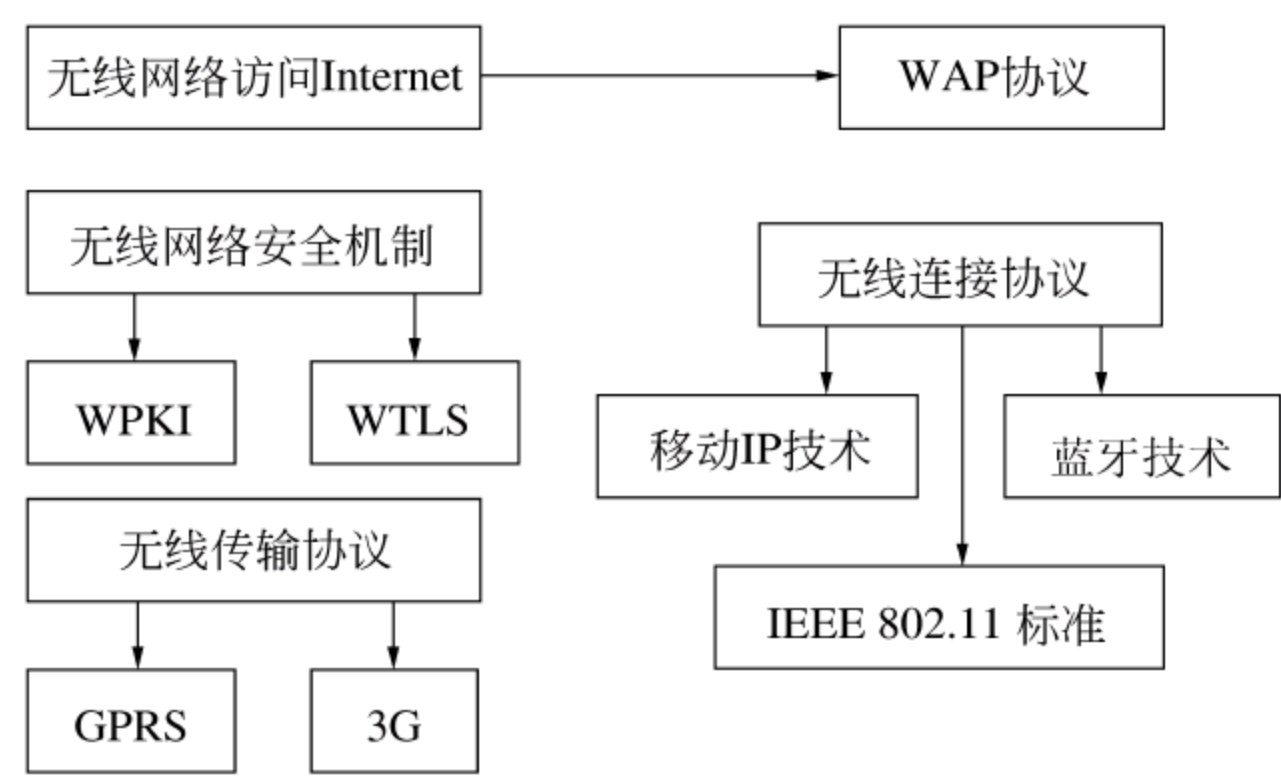 无线网络访问Internet
WAP协议
无线网络安全机制
WPKI
WTLS
无线连接协议
移动IP技术
蓝牙技术
IEEE 802.11 标准
无线传输协议
GPRS
3G